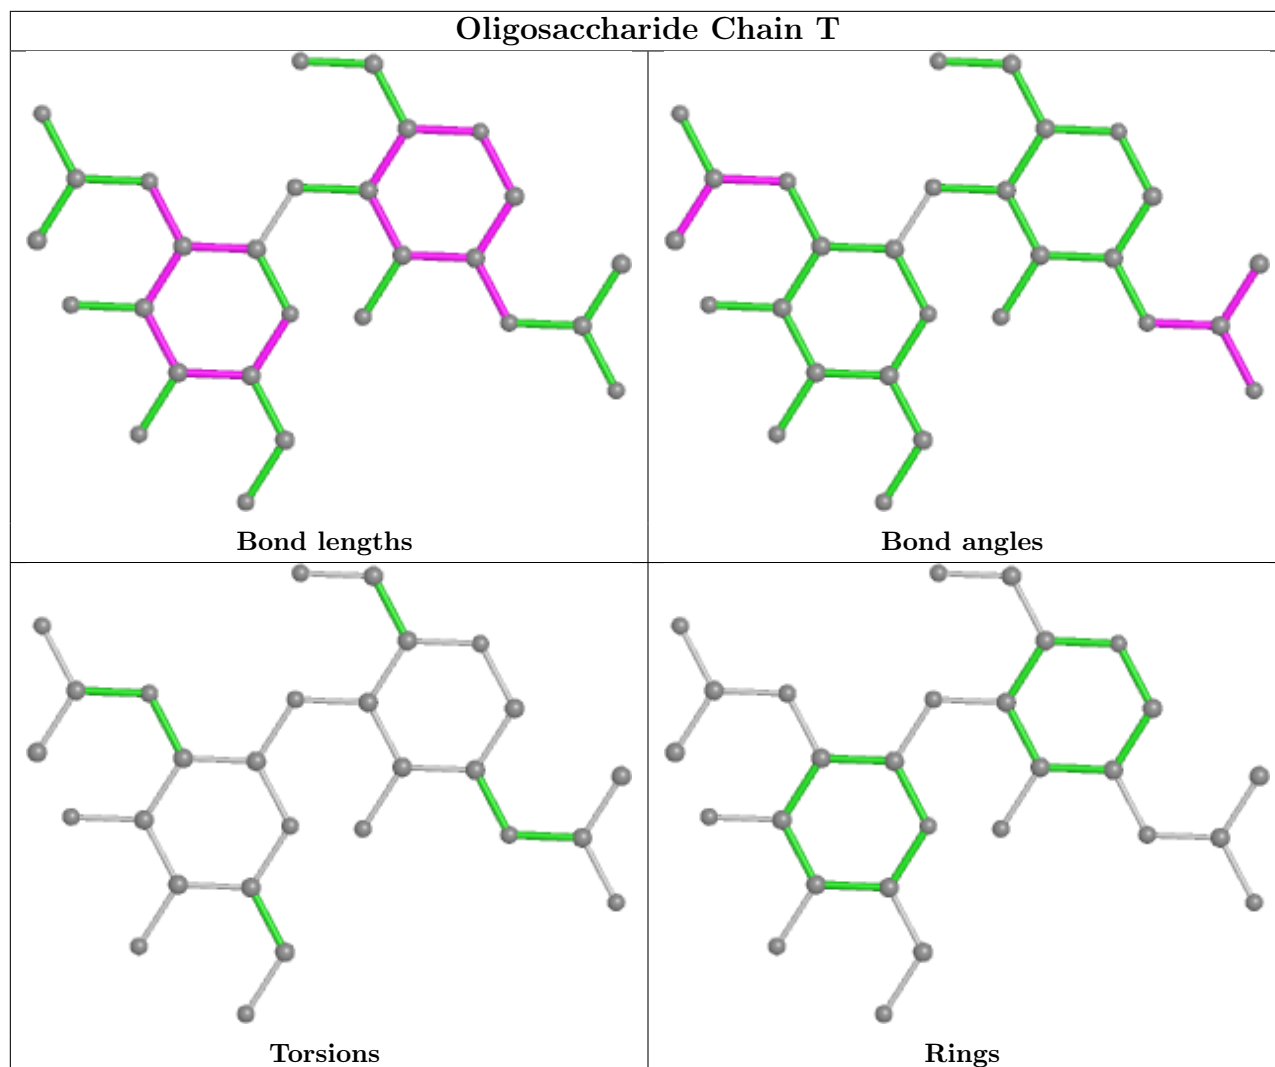 Oligosaccharide Chain T
Bond lengths
Bond angles
Torsions
Rings